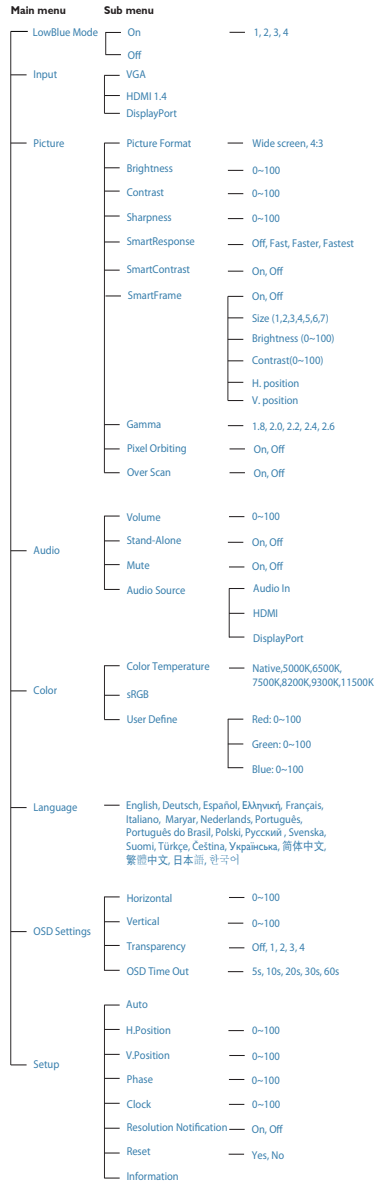 Main menu Sub menu
LowBlue Mode On 1, 2, 3, 4
Off
Input VGA
HDMI 1.4
DisplayPort
Picture Picture Format Wide screen, 4:3
Brightness 0~100
Contrast 0~100
Sharpness 0~100
SmartResponse Off, Fast, Faster, Fastest
SmartContrast On, Off
SmartFrame On, Off
Size (1,2,3,4,5,6,7)
Brightness (0~100)
Contrast(0~100)
H. position
V. position
Gamma 1.8, 2.0, 2.2, 2.4, 2.6
Pixel Orbiting On, Off
Over Scan On, Off
Volume 0~100
Stand-Alone On, Off
Audio Mute On, Off
Audio Source Audio In
HDMI
DisplayPort
Color Temperature Native,5000K,6500K,
7500K,8200K,9300K,11500K
Color sRGB
User Define Red: 0~100
Green: 0~100
Blue: 0~100
Language English, Deutsch, Español, Ελληνική, Français,
Italiano, Maryar, Nederlands, Português,
Português do Brasil, Polski, Русский , Svenska,
Suomi, Türkçe, Čeština, Українська, 简体中文,
繁體中文, 日本語, 한국어
Horizontal 0~100
Vertical 0~100
OSD Settings Transparency Off, 1, 2, 3, 4
OSD Time Out 5s, 10s, 20s, 30s, 60s
Auto
H.Position 0~100
V.Position 0~100
Setup Phase 0~100
Clock 0~100
Resolution Notification On, Off
Reset Yes, No
Information